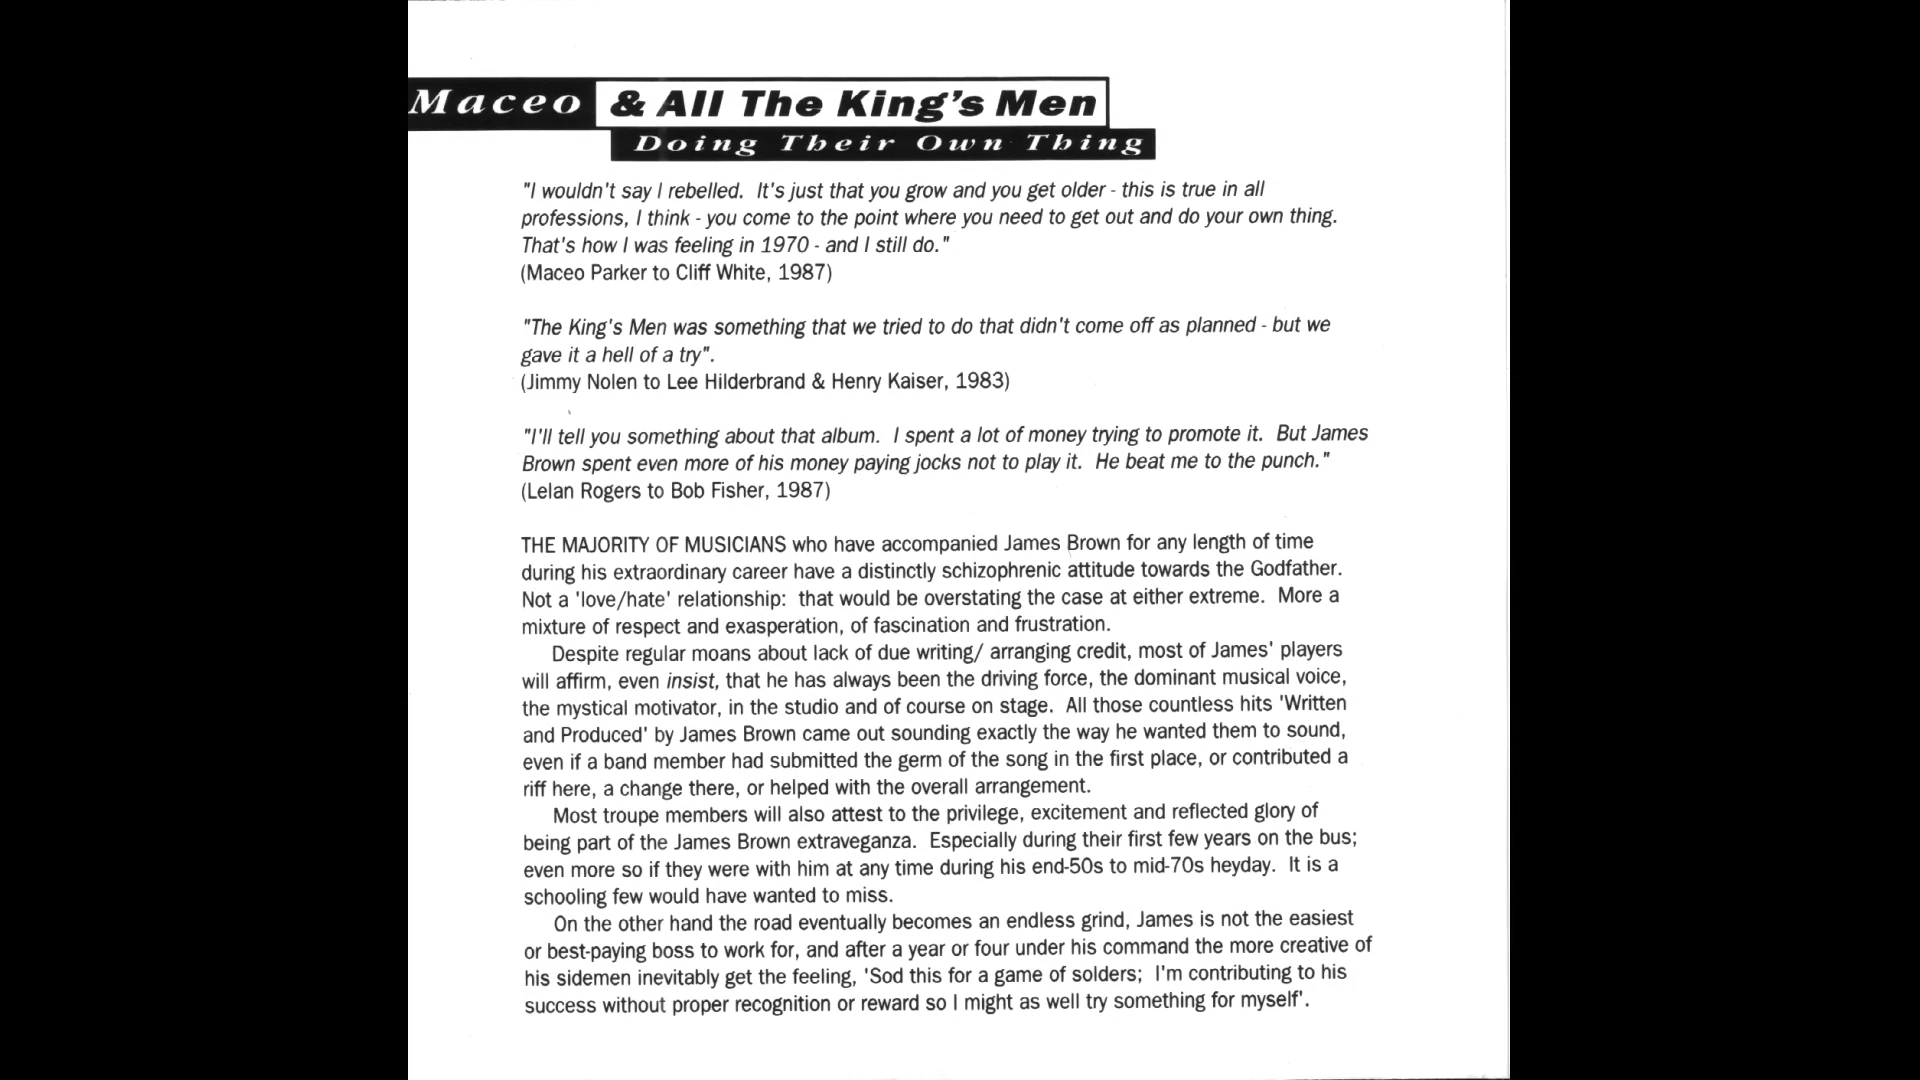 Maceo & All The King's Men
Doing Their Own Thing
"I wouldn't say I rebelled. It's just that you grow and you get older - this is true in all
professions, I think - you come to the point where you need to get out and do your own thing.
That's how I was feeling in 1970 - and I still do."
(Maceo Parker to Cliff White, 1987)
"The King's Men was something that we tried to do that didn't come off as planned - but we
gave it a hell of a try".
(Jimmy Nolen to Lee Hilderbrand & Henry Kaiser, 1983)
"I'll tell you something about that album. I spent a lot of money trying to promote it. But James
Brown spent even more of his money paying jocks not to play it. He beat me to the punch."
(Lelan Rogers to Bob Fisher, 1987)
THE MAJORITY OF MUSICIANS who have accompanied James Brown for any length of time
during his extraordinary career have a distinctly schizophrenic attitude towards the Godfather.
Not a 'love/hate' relationship: that would be overstating the case at either extreme. More a
mixture of respect and exasperation, of fascination and frustration.
Despite regular moans about lack of due writing/ arranging credit, most of James' players
will affirm, even insist, that he has always been the driving force, the dominant musical voice,
the mystical motivator, in the studio and of course on stage. All those countless hits 'Written
and Produced' by James Brown came out sounding exactly the way he wanted them to sound,
even if a band member had submitted the germ of the song in the first place, or contributed a
riff here, a change there, or helped with the overall arrangement.
Most troupe members will also attest to the privilege, excitement and reflected glory of
being part of the James Brown extraveganza. Especially during their first few years on the bus;
even more so if they were with him at any time during his end-50s to mid-70s heyday. It is a
schooling few would have wanted to miss.
On the other hand the road eventually becomes an endless grind, James is not the easiest
or best-paying boss to work for, and after a year or four under his command the more creative of
his sidemen inevitably get the feeling, 'Sod this for a game of solders; I'm contributing to his
success without proper recognition or reward so I might as well try something for myself'.